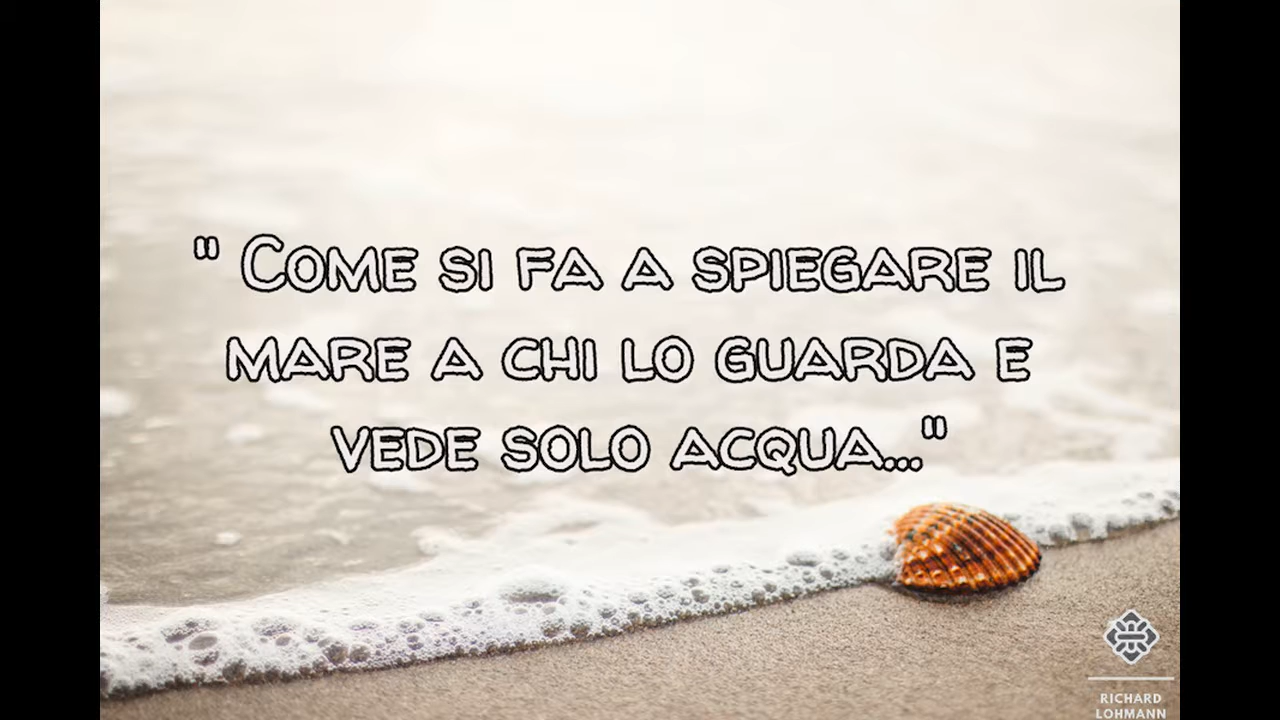 " Come si fa a spiegare il
mare a chi lo guarda e
vede solo acqua..."
RICHARD
LOHMANN